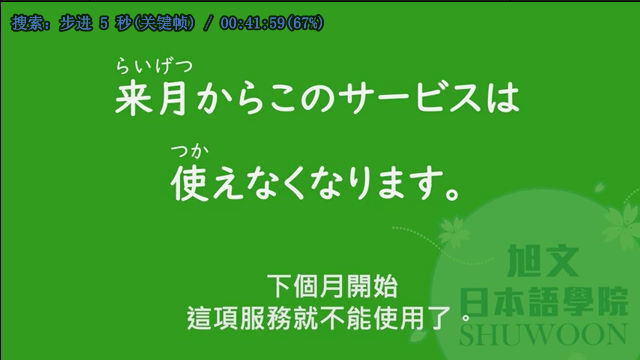 搜索: 步进 5 秒(关键帧) / 00:41:59(67%)
らいげつ
来月からこのサービスは
つか
使えなくなります。
下個月開始
這項服務就不能使用了。
旭文
日本語學院
SHUWOON